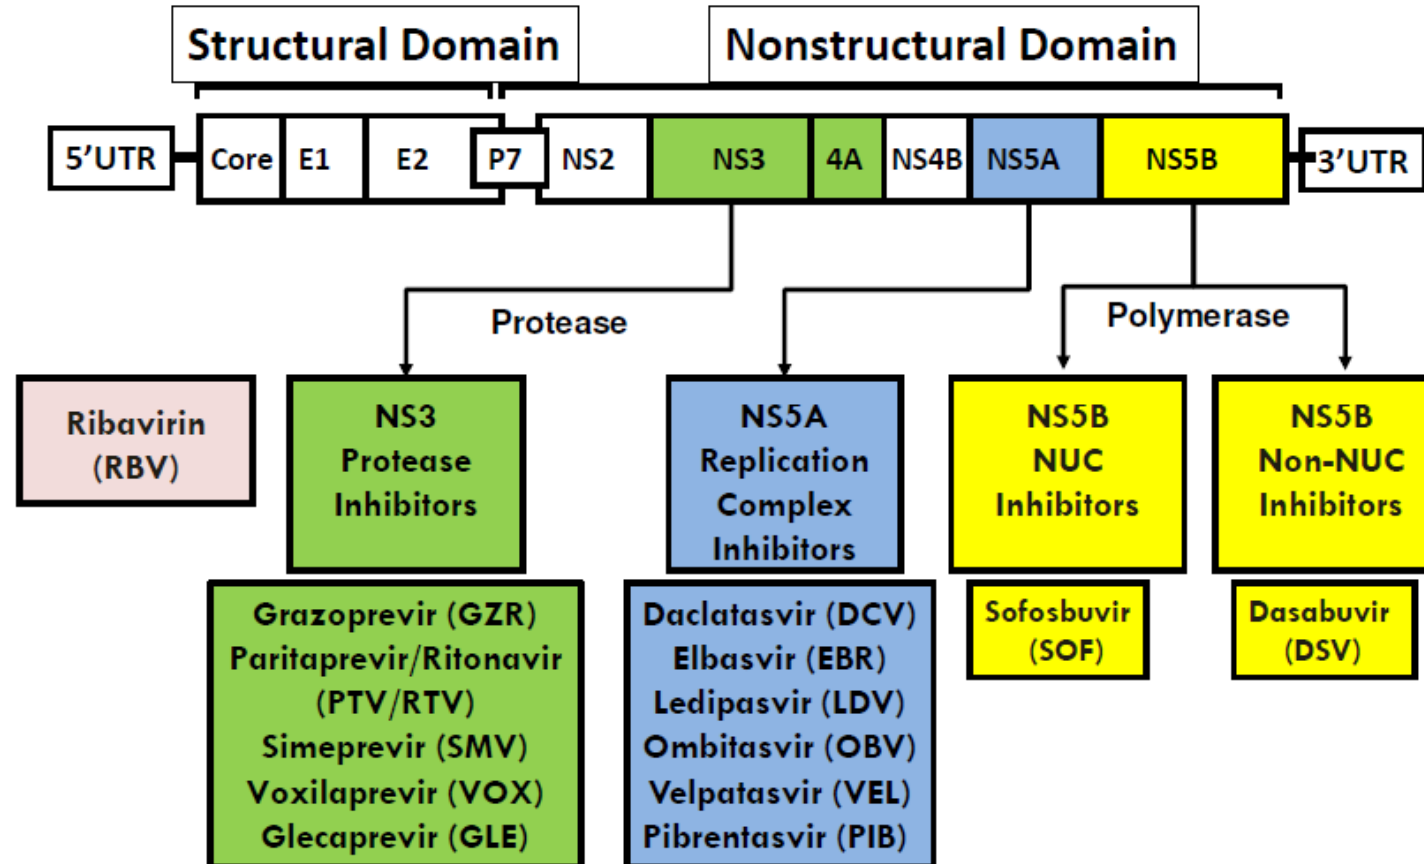 Structural Domain
Nonstructural Domain
5’UTR
Core
E1
E2
P7
NS2
NS3
4A
NS4B
NS5A
NS5B
3’UTR
Protease
Polymerase
Ribavirin
(RBV)
NS3
Protease
Inhibitors
NS5A
Replication
Complex
Inhibitors
NS5B
NUC
Inhibitors
NS5B
Non-NUC
Inhibitors
Grazoprevir (GZR)
Paritaprevir/Ritonavir
(PTV/RTV)
Simeprevir (SMV)
Voxilaprevir (VOX)
Glecaprevir (GLE)
Daclatasvir (DCV)
Elbasvir (EBR)
Ledipasvir (LDV)
Ombitasvir (OBV)
Velpatasvir (VEL)
Pibrentasvir (PIB)
Sofosbuvir
(SOF)
Dasabuvir
(DSV)